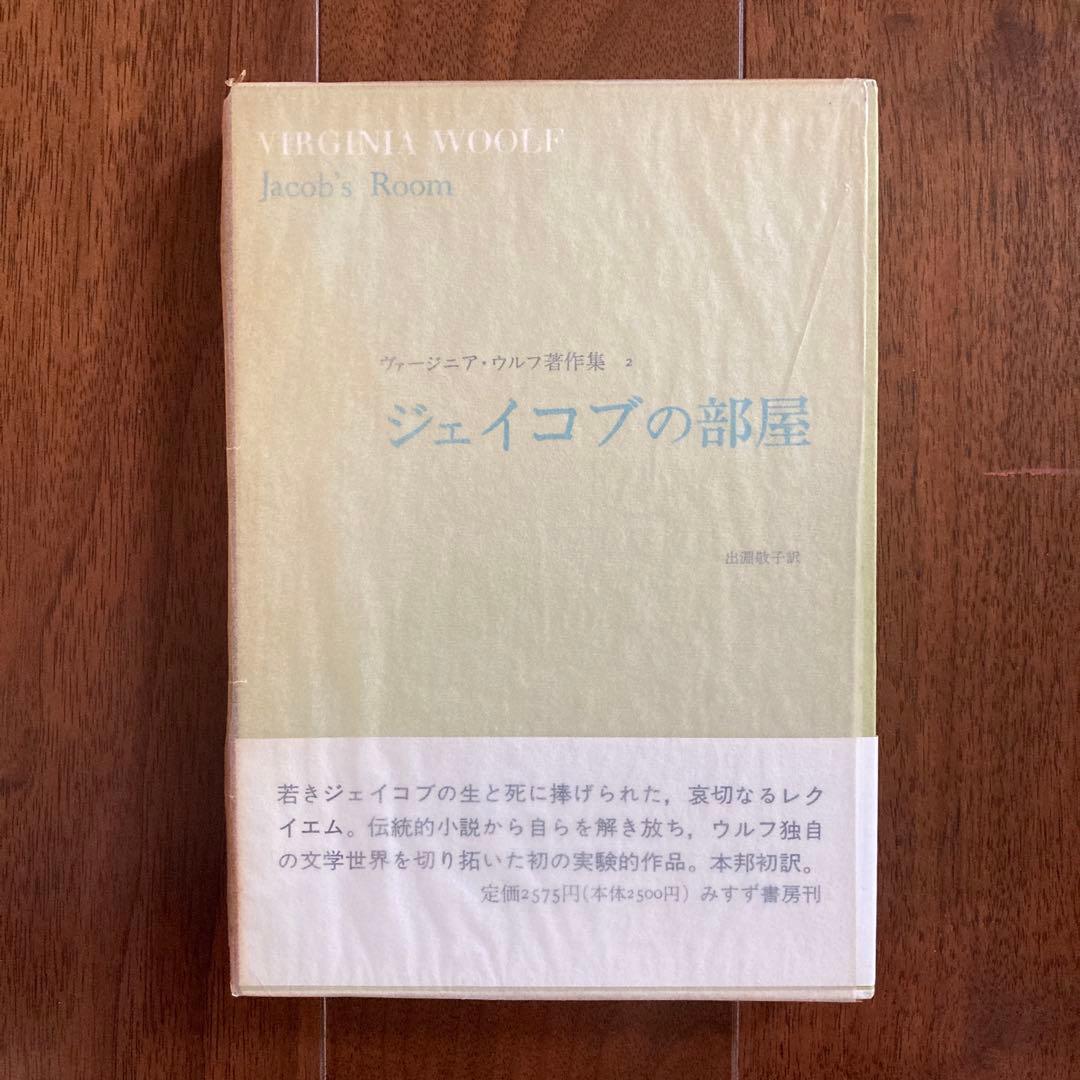 VIRGINIA WOOLF
Jacob's Room
ヴァージニア・ウルフ著作集 2
ジェイコブの部屋
出淵敬子訳
若きジェイコブの生と死に捧げられた，哀切なるレク
イエム。伝統的小説から自らを解き放ち，ウルフ独自
の文学世界を切り拓いた初の実験的作品。本邦初訳。
定価2575円(本体2500円) みすず書房刊